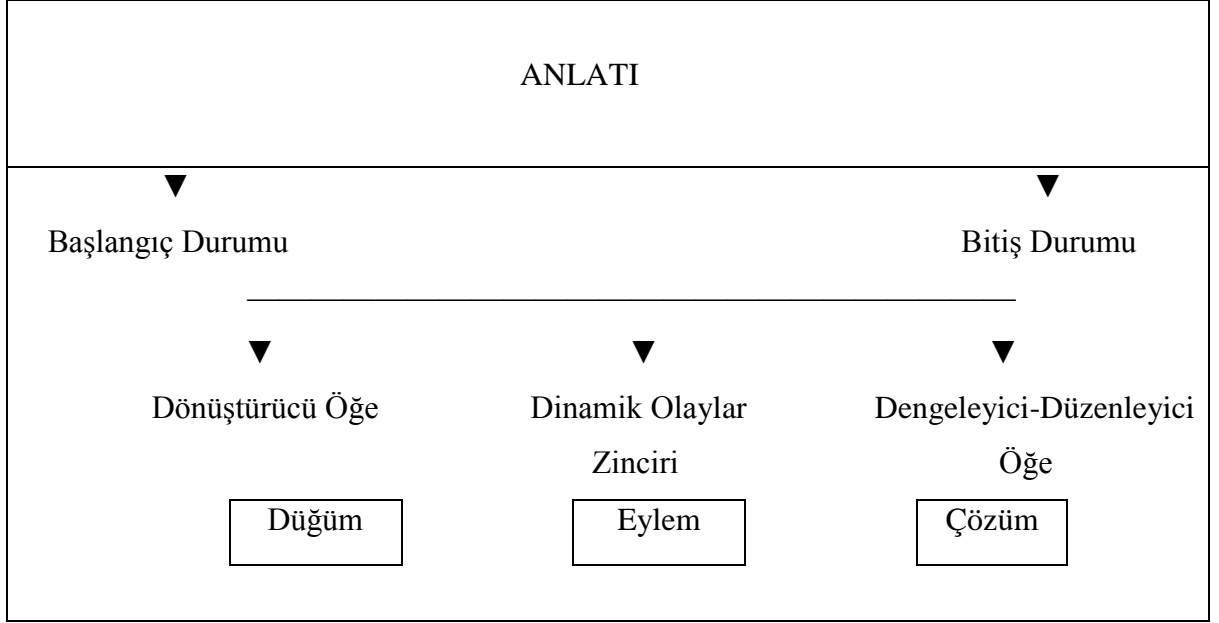 ANLATI
▼ ▼
Başlangıç Durumu Bitiş Durumu
▼ ▼ ▼
Dönüştürücü Öğe Dinamik Olaylar Dengeleyici-Düzenleyici
Zinciri Öğe
Düğüm Eylem Çözüm